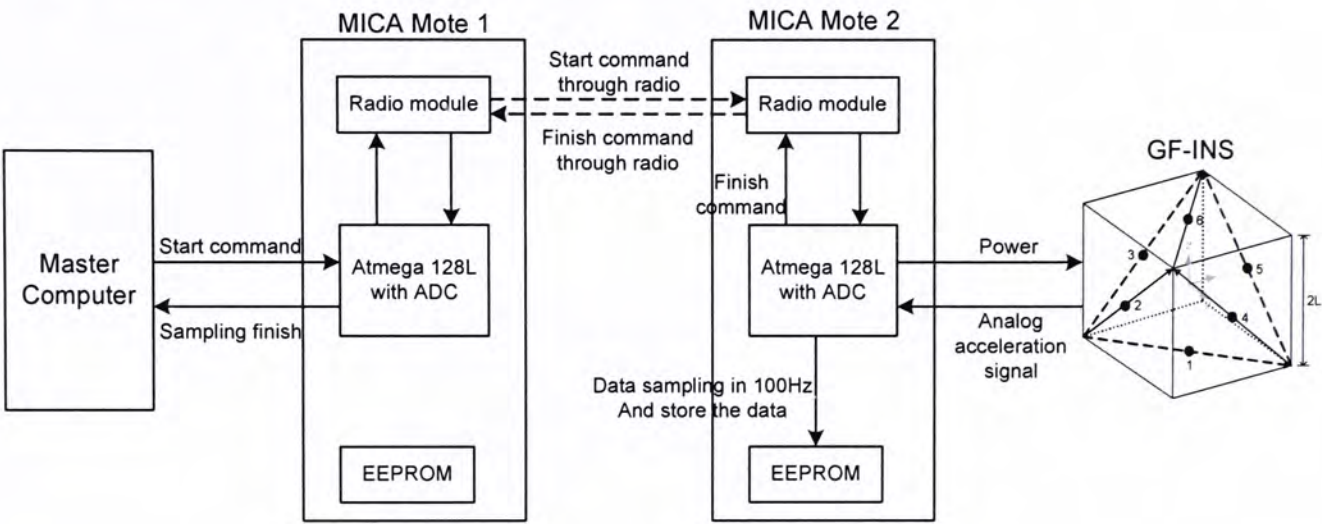 MICA Mote 1
MICA Mote 2
Radio module
Start command
through radio
Finish command
through radio
Radio module
Master
Computer
Start command
Sampling finish
Atmega 128L
with ADC
EEPROM
Finish
command
Atmega 128L
with ADC
Data sampling in 100Hz
And store the data
EEPROM
Power
Analog
acceleration
signal
GF-INS
6
3
5
2
4
1
2L